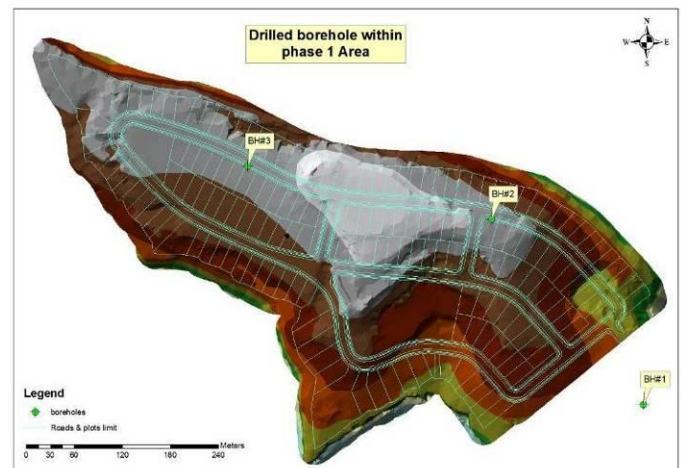 Drilled borehole within
phase 1 Area
N
W E
S
BH#3
BH#2
BH#1
Legend
boreholes
Roads & plots limit
Meters
0 30 60 120 180 240